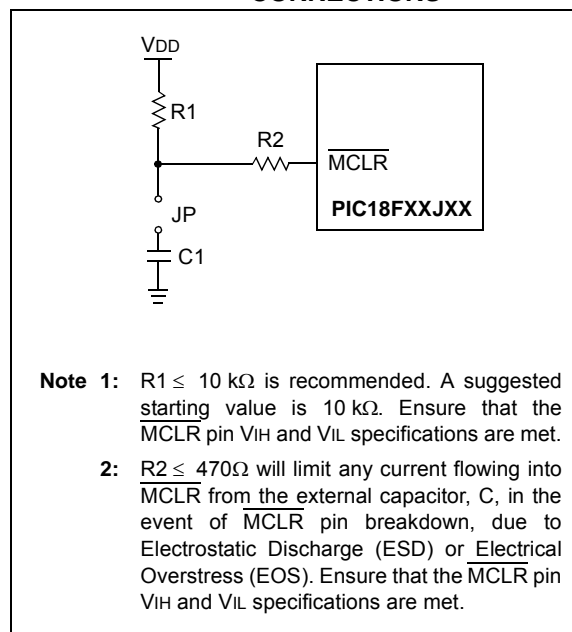 CONNECTIONS
VDD
R1
R2
MCLR
PIC18FXXJXX
JP
C1
Note 1: R1 ≤ 10 kΩ is recommended. A suggested
starting value is 10 kΩ. Ensure that the
MCLR pin VIH and VIL specifications are met.
2: R2 ≤ 470Ω will limit any current flowing into
MCLR from the external capacitor, C, in the
event of MCLR pin breakdown, due to
Electrostatic Discharge (ESD) or Electrical
Overstress (EOS). Ensure that the MCLR pin
VIH and VIL specifications are met.